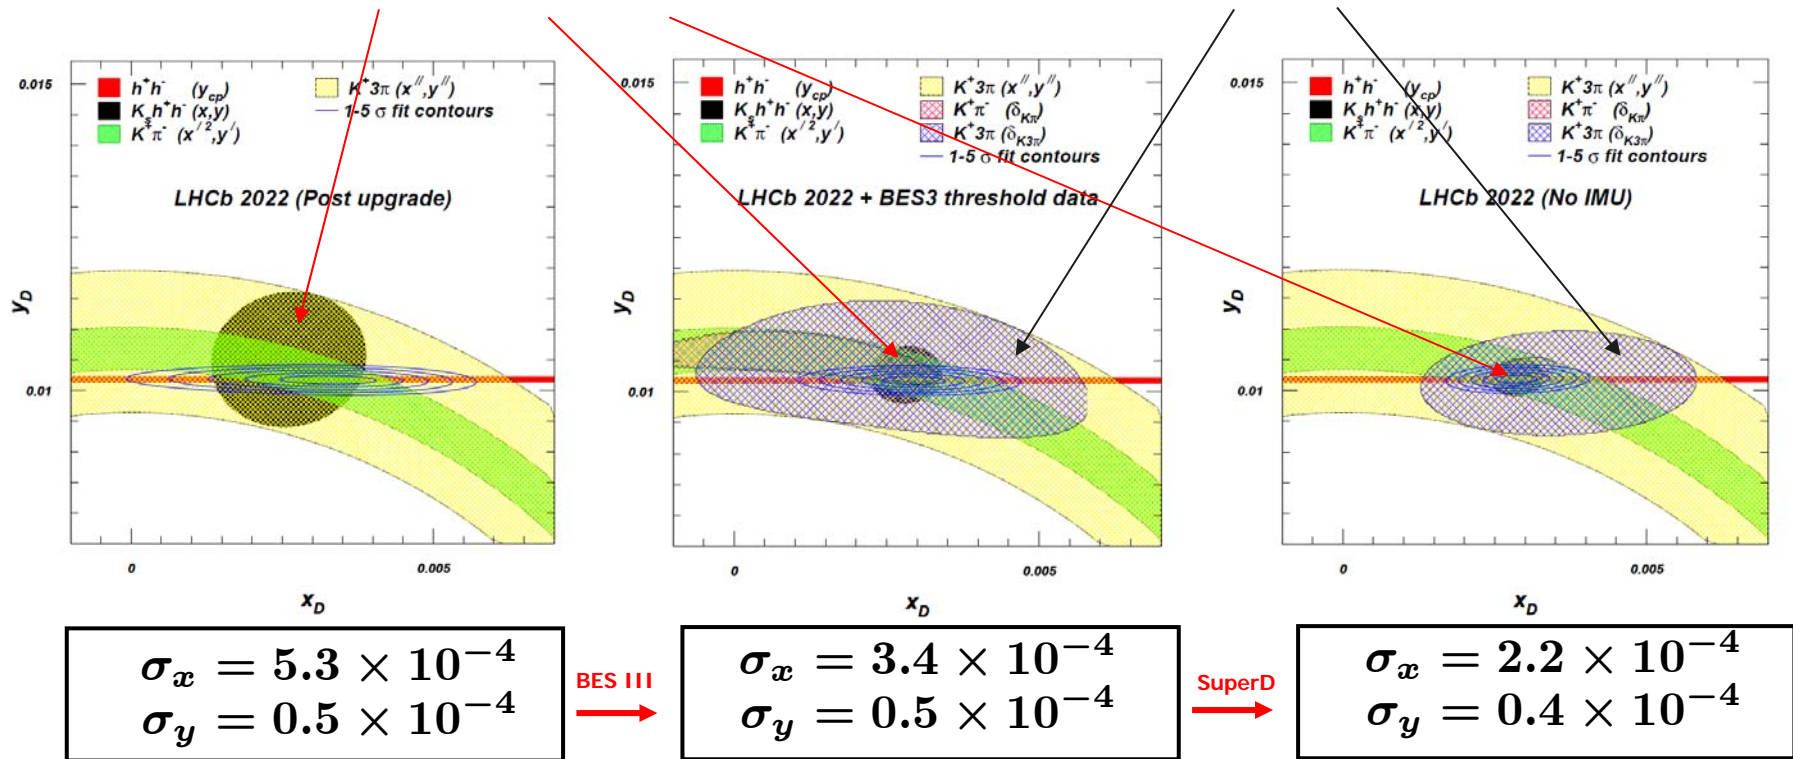 0.015
h⁺h⁻ (y_cp)
K_s h⁺h⁻ (x,y)
K⁺π⁻ (x′²,y′)
K⁺3π (x″,y″)
1-5 σ fit contours
LHCb 2022 (Post upgrade)
y_D
0.01
0
0.005
x_D
0.015
h⁺h⁻ (y_cp)
K_s h⁺h⁻ (x,y)
K⁺π⁻ (x′²,y′)
K⁺3π (x″,y″)
K⁺π⁻ (δ_Kπ)
K⁺3π (δ_K3π)
1-5 σ fit contours
LHCb 2022 + BES3 threshold data
y_D
0.01
0
0.005
x_D
0.015
h⁺h⁻ (y_cp)
K_s h⁺h⁻ (x,y)
K⁺π⁻ (x′²,y′)
K⁺3π (x″,y″)
K⁺π⁻ (δ_Kπ)
K⁺3π (δ_K3π)
1-5 σ fit contours
LHCb 2022 (No IMU)
y_D
0.01
0
0.005
x_D
σ_x = 5.3 × 10⁻⁴
σ_y = 0.5 × 10⁻⁴
BES III
σ_x = 3.4 × 10⁻⁴
σ_y = 0.5 × 10⁻⁴
SuperD
σ_x = 2.2 × 10⁻⁴
σ_y = 0.4 × 10⁻⁴